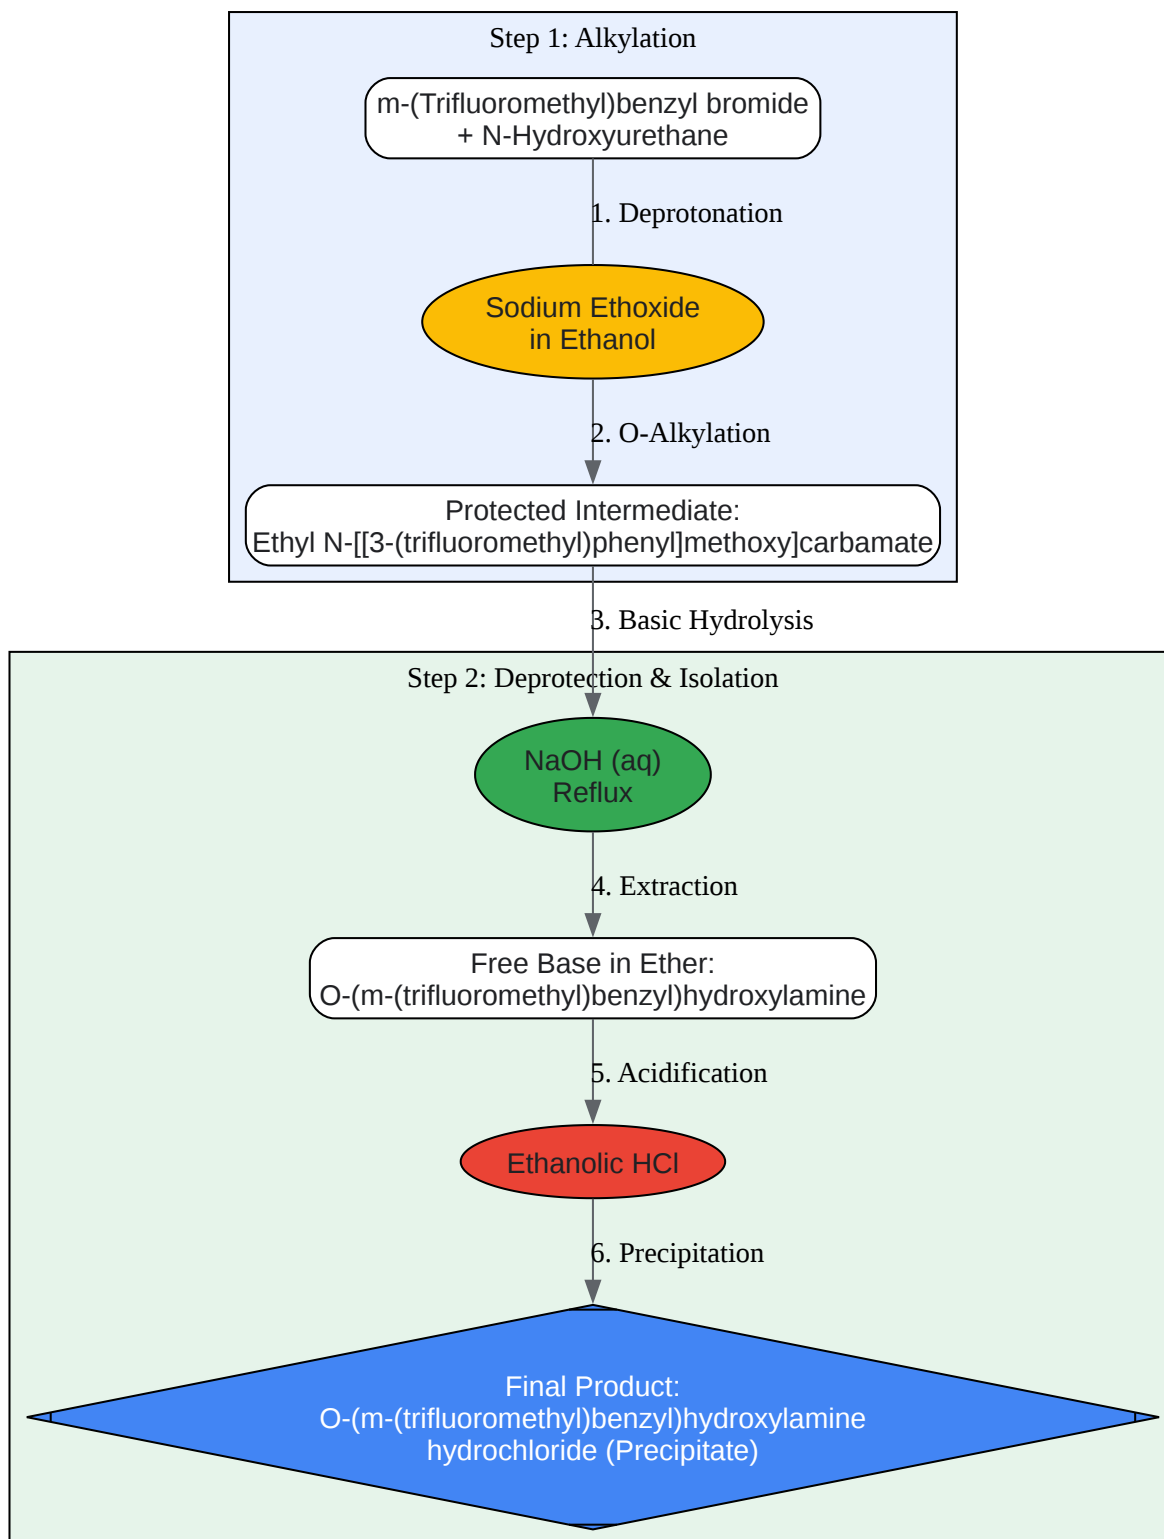 Step 1: Alkylation
m-(Trifluoromethyl)benzyl bromide
+ N-Hydroxyurethane
1. Deprotonation
Sodium Ethoxide
in Ethanol
2. O-Alkylation
Protected Intermediate:
Ethyl N-[[3-(trifluoromethyl)phenyl]methoxy]carbamate
3. Basic Hydrolysis
Step 2: Deprotection & Isolation
NaOH (aq)
Reflux
4. Extraction
Free Base in Ether:
O-(m-(trifluoromethyl)benzyl)hydroxylamine
5. Acidification
Ethanolic HCl
6. Precipitation
Final Product:
O-(m-(trifluoromethyl)benzyl)hydroxylamine
hydrochloride (Precipitate)